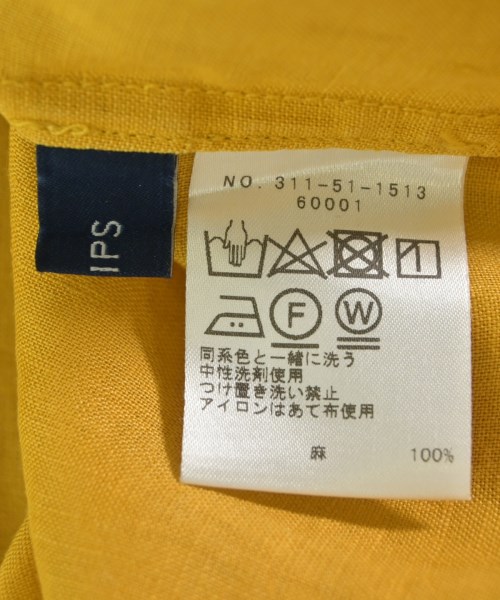 IPS
NO. 311-51-1513
60001
F
W
同系色と一緒に洗う
中性洗剤使用
つけ置き洗い禁止
アイロンはあて布使用
麻 100%